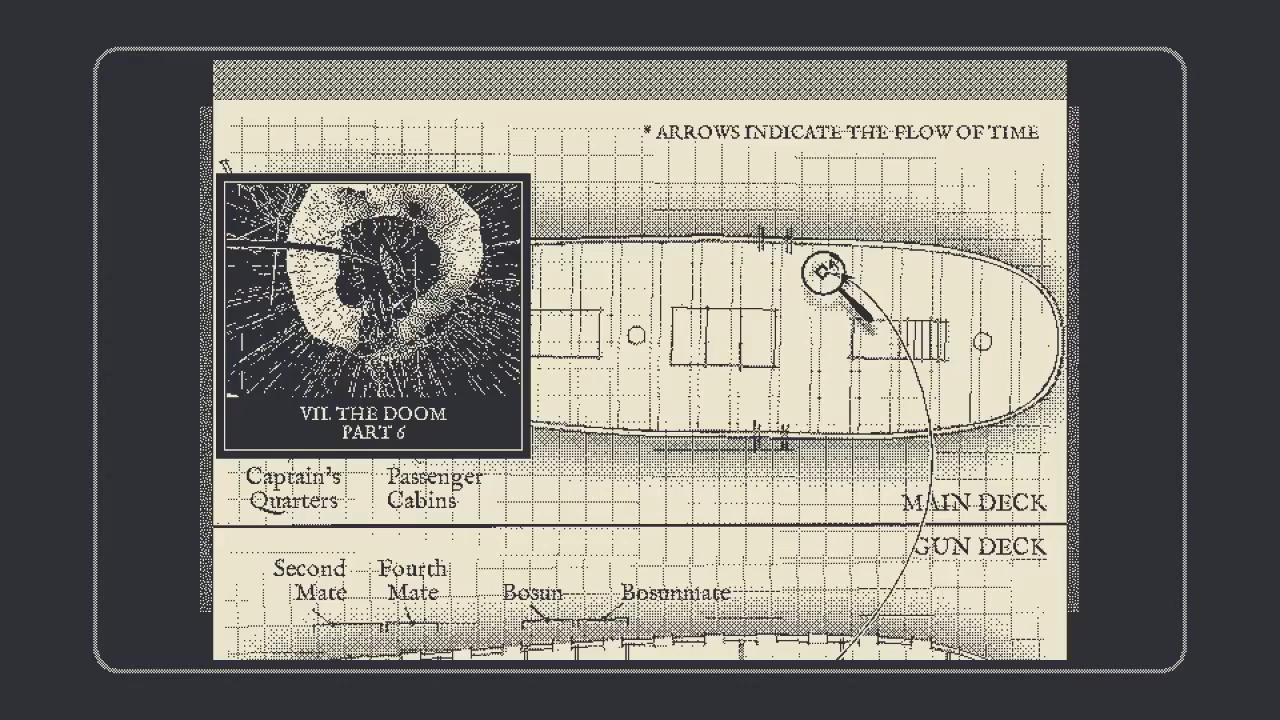 * ARROWS INDICATE THE FLOW OF TIME
VII. THE DOOM
PART 6
Captain's
Quarters
Passenger
Cabins
MAIN DECK
GUN DECK
Second
Mate
Fourth
Mate
Bosun
Bosunmate